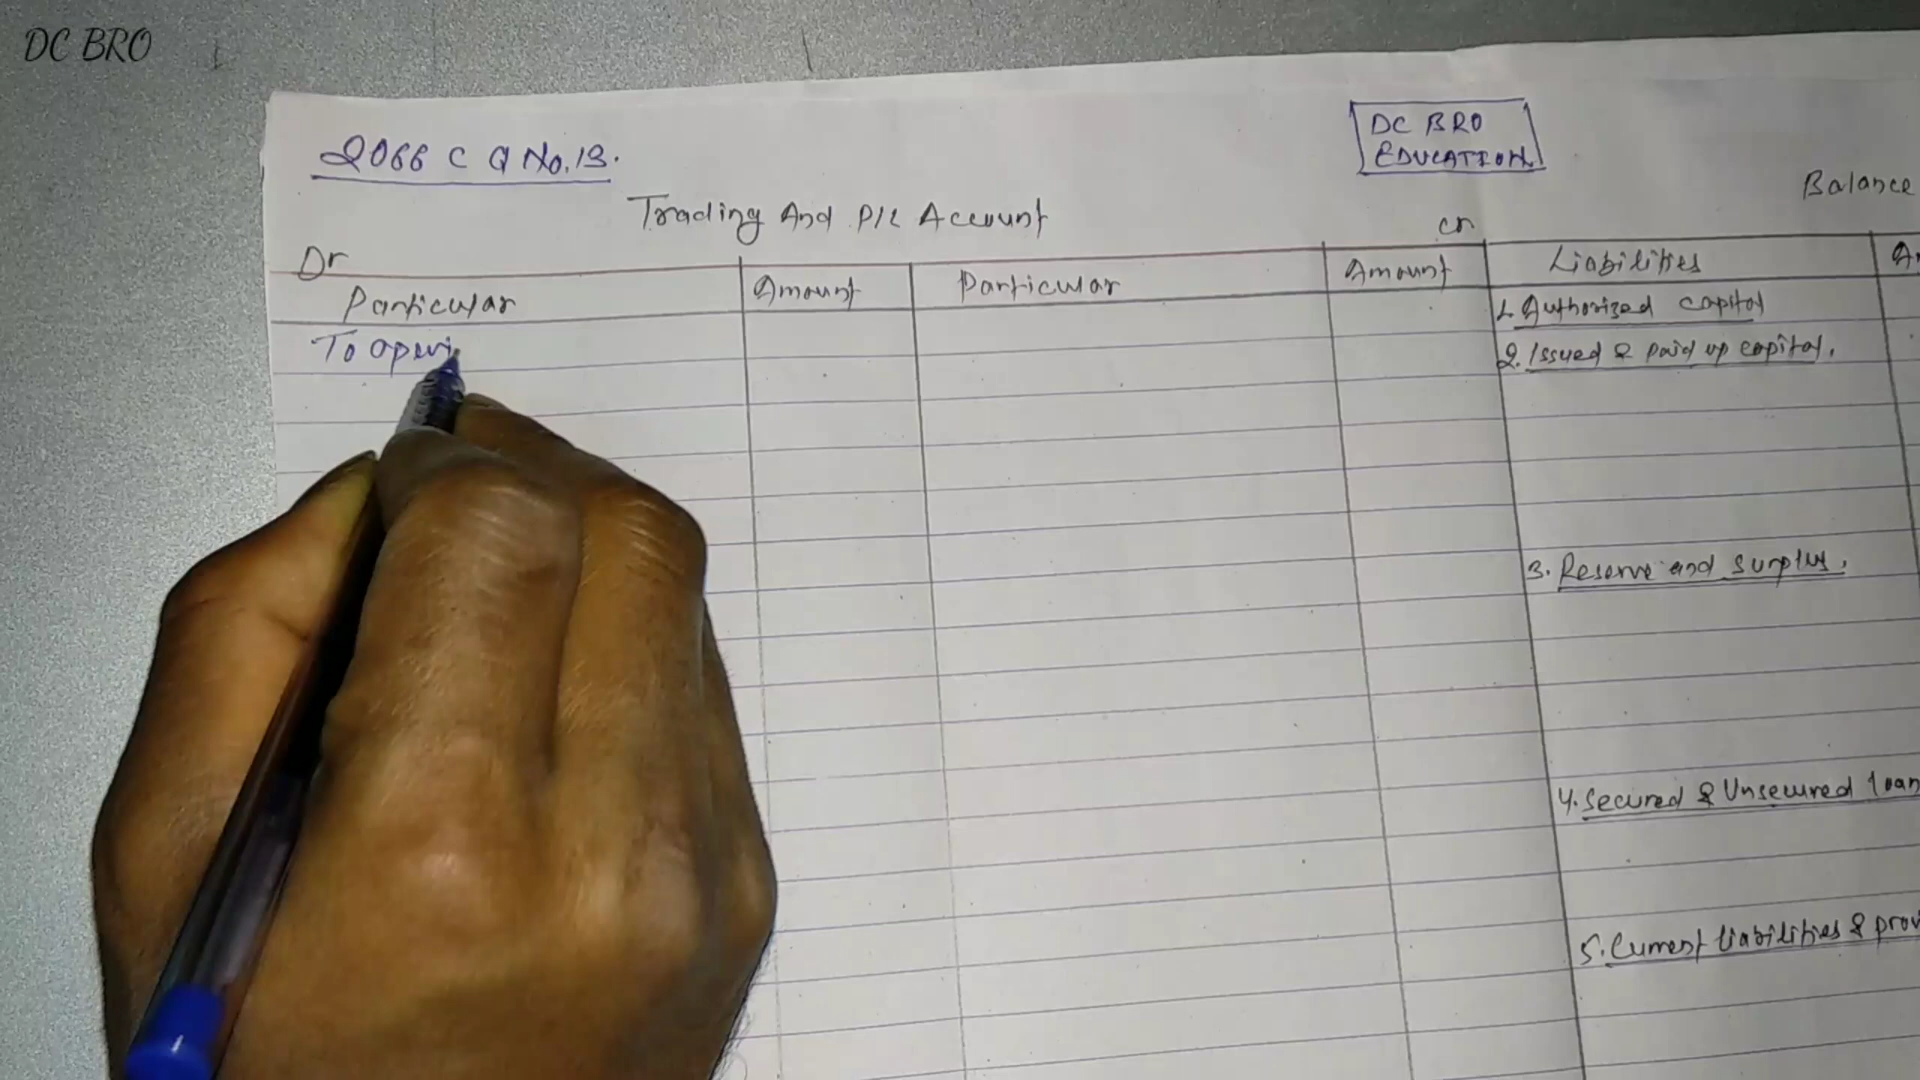 DC BRO
2066 C Q No.13.
DC BRO
EDUCATION
Trading And P/L Account
Balance
Dr
Cr
Particular Amount Particular Amount
Liabilities
To openi
1. Authorized capital
2. Issued & paid up capital.
3. Reserve and surplus.
4. Secured & Unsecured loan
5. Current liabilities & prov